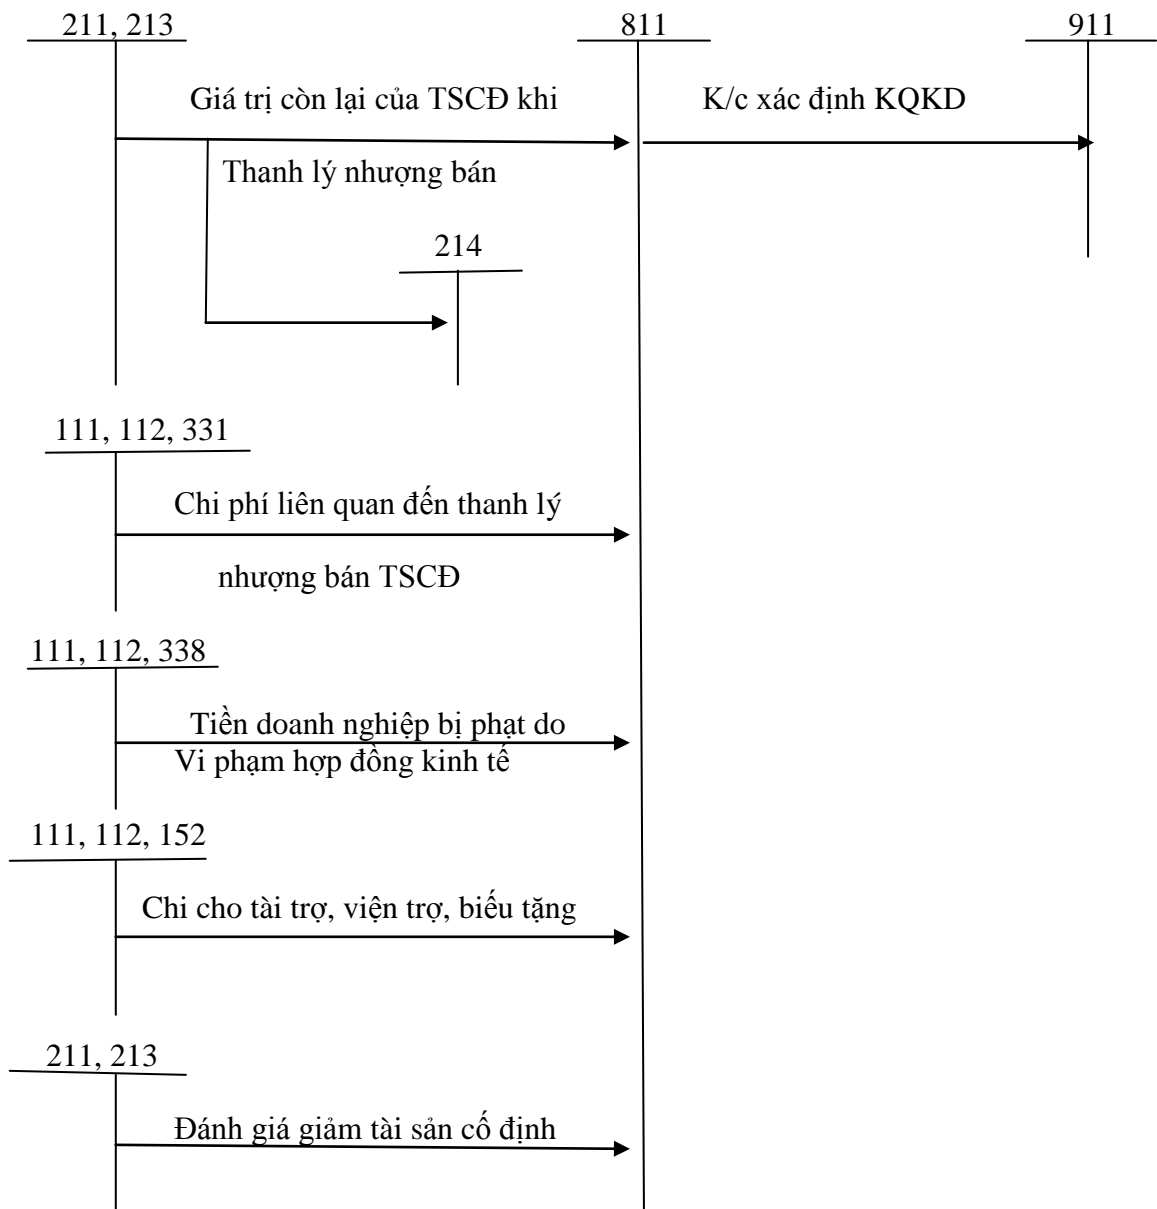 211, 213
811
911
Giá trị còn lại của TSCĐ khi
K/c xác định KQKD
Thanh lý nhượng bán
214
111, 112, 331
Chi phí liên quan đến thanh lý
nhượng bán TSCĐ
111, 112, 338
Tiền doanh nghiệp bị phạt do
Vi phạm hợp đồng kinh tế
111, 112, 152
Chi cho tài trợ, viện trợ, biếu tặng
211, 213
Đánh giá giảm tài sản cố định